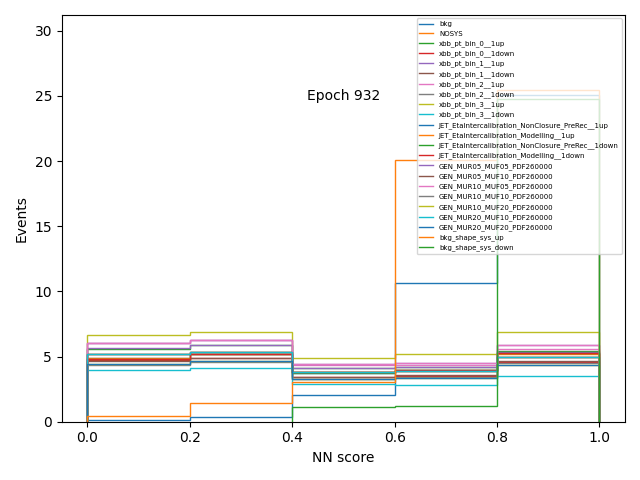 30
25
20
15
10
5
0
Events
Epoch 932
bkg
NOSYS
xbb_pt_bin_0__1up
xbb_pt_bin_0__1down
xbb_pt_bin_1__1up
xbb_pt_bin_1__1down
xbb_pt_bin_2__1up
xbb_pt_bin_2__1down
xbb_pt_bin_3__1up
xbb_pt_bin_3__1down
JET_EtaIntercalibration_NonClosure_PreRec__1up
JET_EtaIntercalibration_Modelling__1up
JET_EtaIntercalibration_NonClosure_PreRec__1down
JET_EtaIntercalibration_Modelling__1down
GEN_MUR05_MUF05_PDF260000
GEN_MUR05_MUF10_PDF260000
GEN_MUR10_MUF05_PDF260000
GEN_MUR10_MUF10_PDF260000
GEN_MUR10_MUF20_PDF260000
GEN_MUR20_MUF10_PDF260000
GEN_MUR20_MUF20_PDF260000
bkg_shape_sys_up
bkg_shape_sys_down
0.0 0.2 0.4 0.6 0.8 1.0
NN score